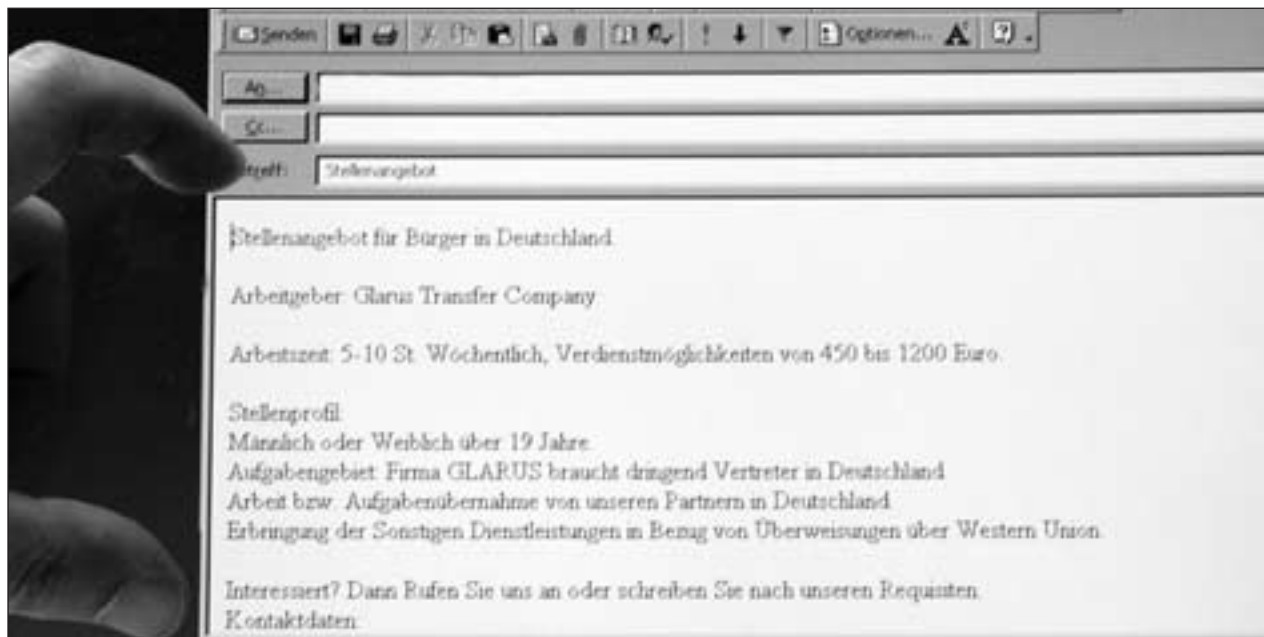 Senden Optionen...
An...
Cc...
Stellenangebot
Stellenangebot für Bürger in Deutschland.
Arbeitgeber: Glarus Transfer Company
Arbeitszeit: 5-10 St. Wöchentlich, Verdienstmöglichkeiten von 450 bis 1200 Euro.
Stellenprofil:
Männlich oder Weiblich über 19 Jahre.
Aufgabengebiet: Firma GLARUS braucht dringend Vertreter in Deutschland
Arbeit bzw. Aufgabenübernahme von unseren Partnern in Deutschland.
Erbringung der Sonstigen Dienstleistungen in Bezug von Überweisungen über Western Union.
Interessiert? Dann Rufen Sie uns an oder schreiben Sie nach unseren Requisiten.
Kontaktdaten: